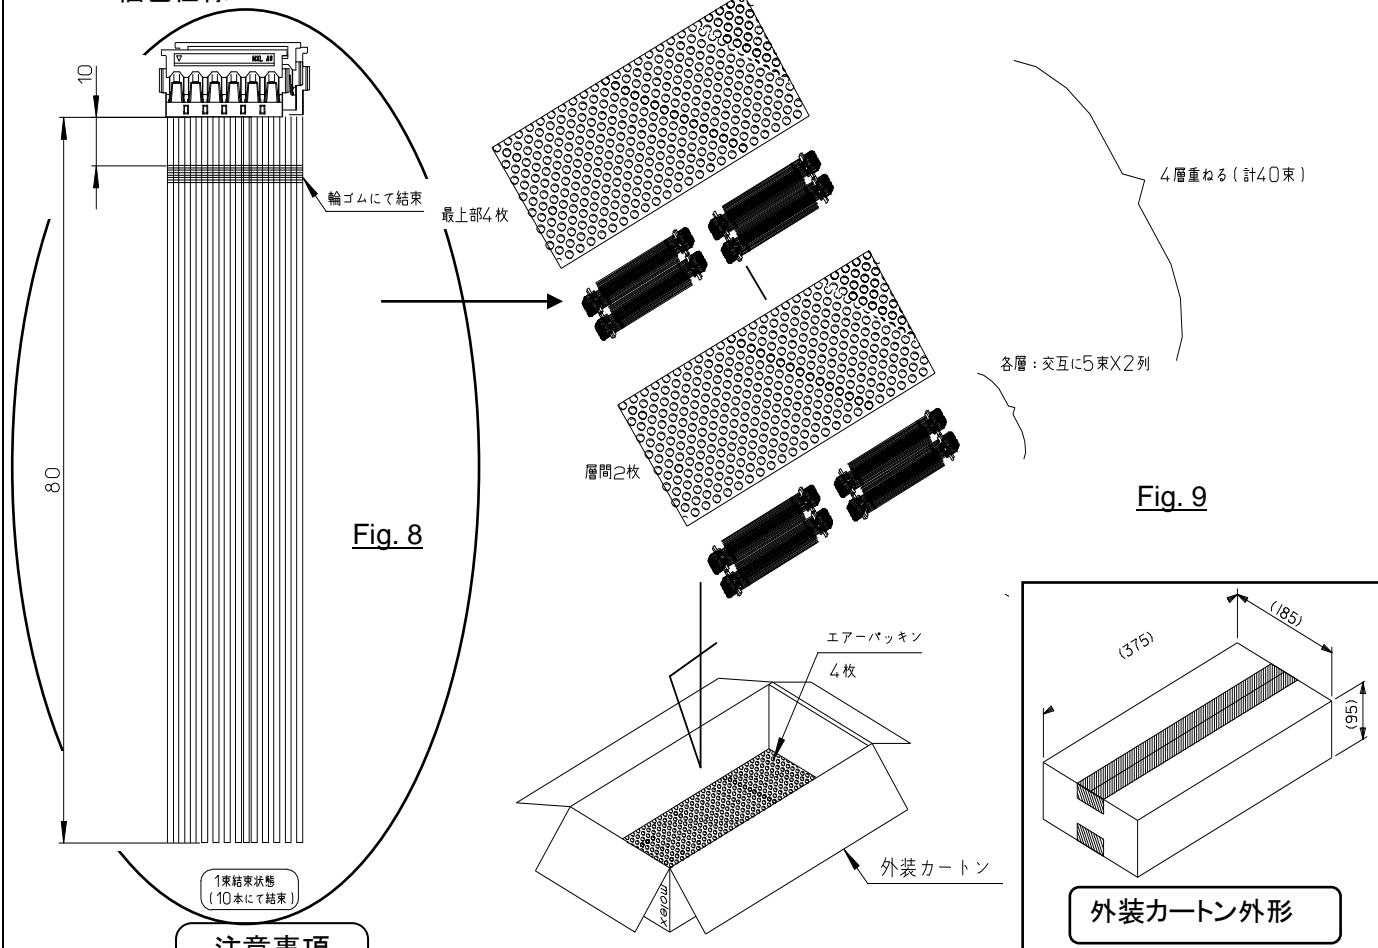 10
80
輪ゴムにて結束
最上部4枚
4層重ねる(計40束)
各層:交互に5束X2列
層間2枚
Fig. 8
Fig. 9
エアーパッキン
4枚
外装カートン
molex
(375)
(185)
(95)
外装カートン外形
1束結束状態
(10本にて結束)
注意事項